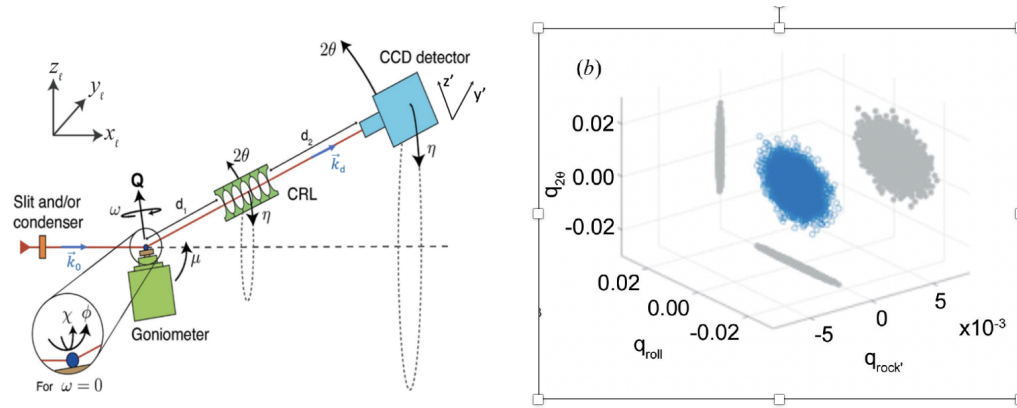 2θ
CCD detector
z'
y'
z_ℓ
y_ℓ
x_ℓ
d₂
k⃗_d
η
2θ
Q
CRL
d₁
ω
η
Slit and/or
condenser
k⃗₀
μ
χ ϕ
Goniometer
For ω = 0
(b)
0.02
0.00
-0.02
q_2θ
0.02
0.00
-0.02
q_roll
-5
0
5
x10⁻³
q_rock'